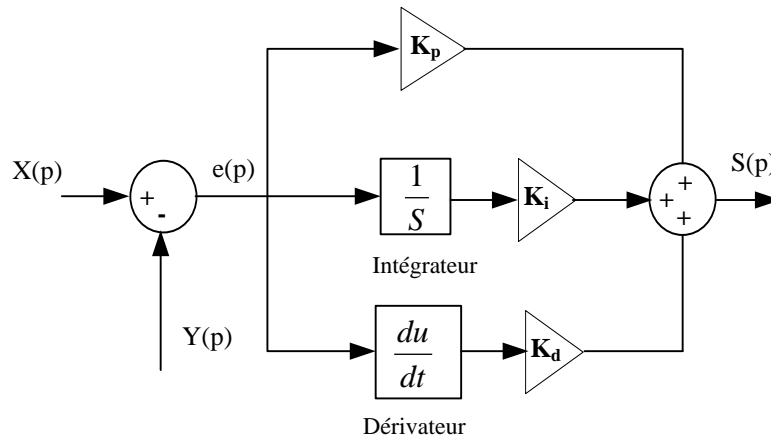 Kp
X(p)
e(p)
+
-
1
S
Ki
+
+
+
S(p)
Intégrateur
Y(p)
du
dt
Kd
Dérivateur